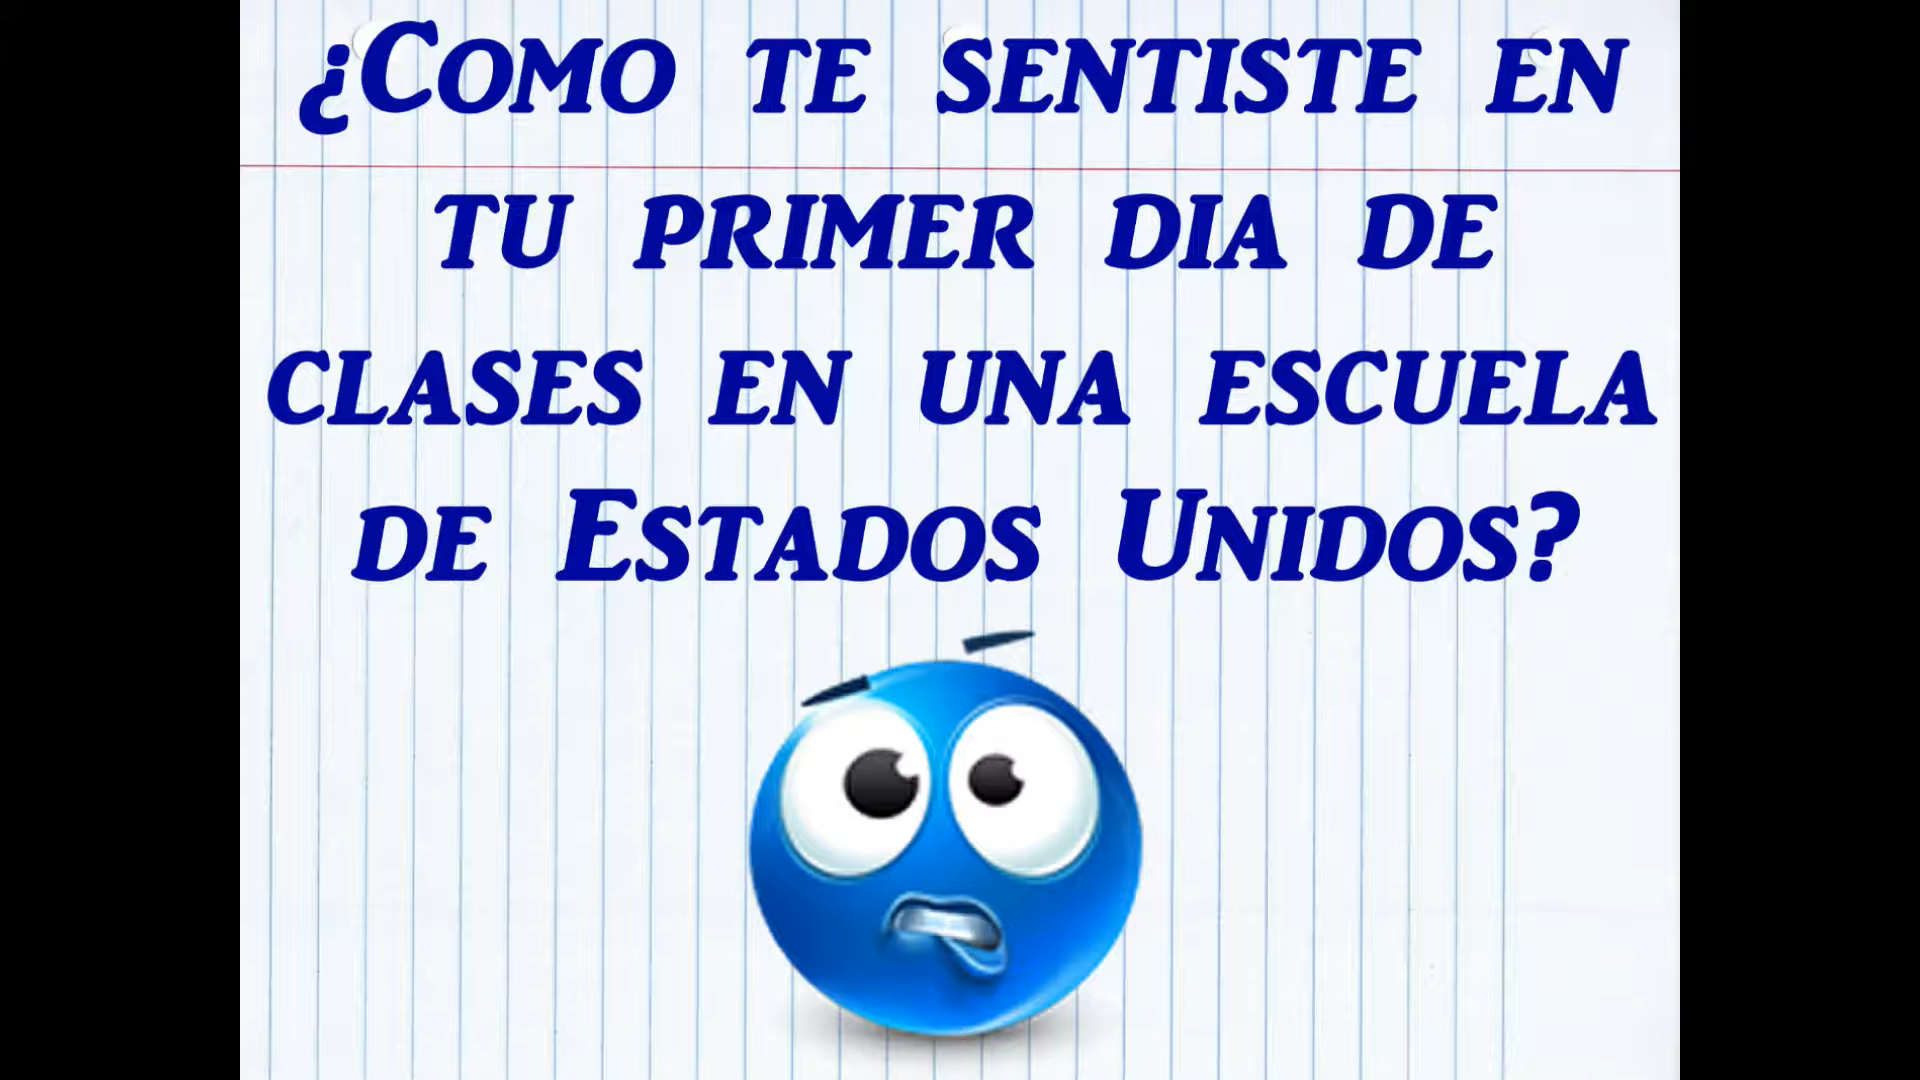 ¿Como te sentiste en
tu primer dia de
clases en una escuela
de Estados Unidos?